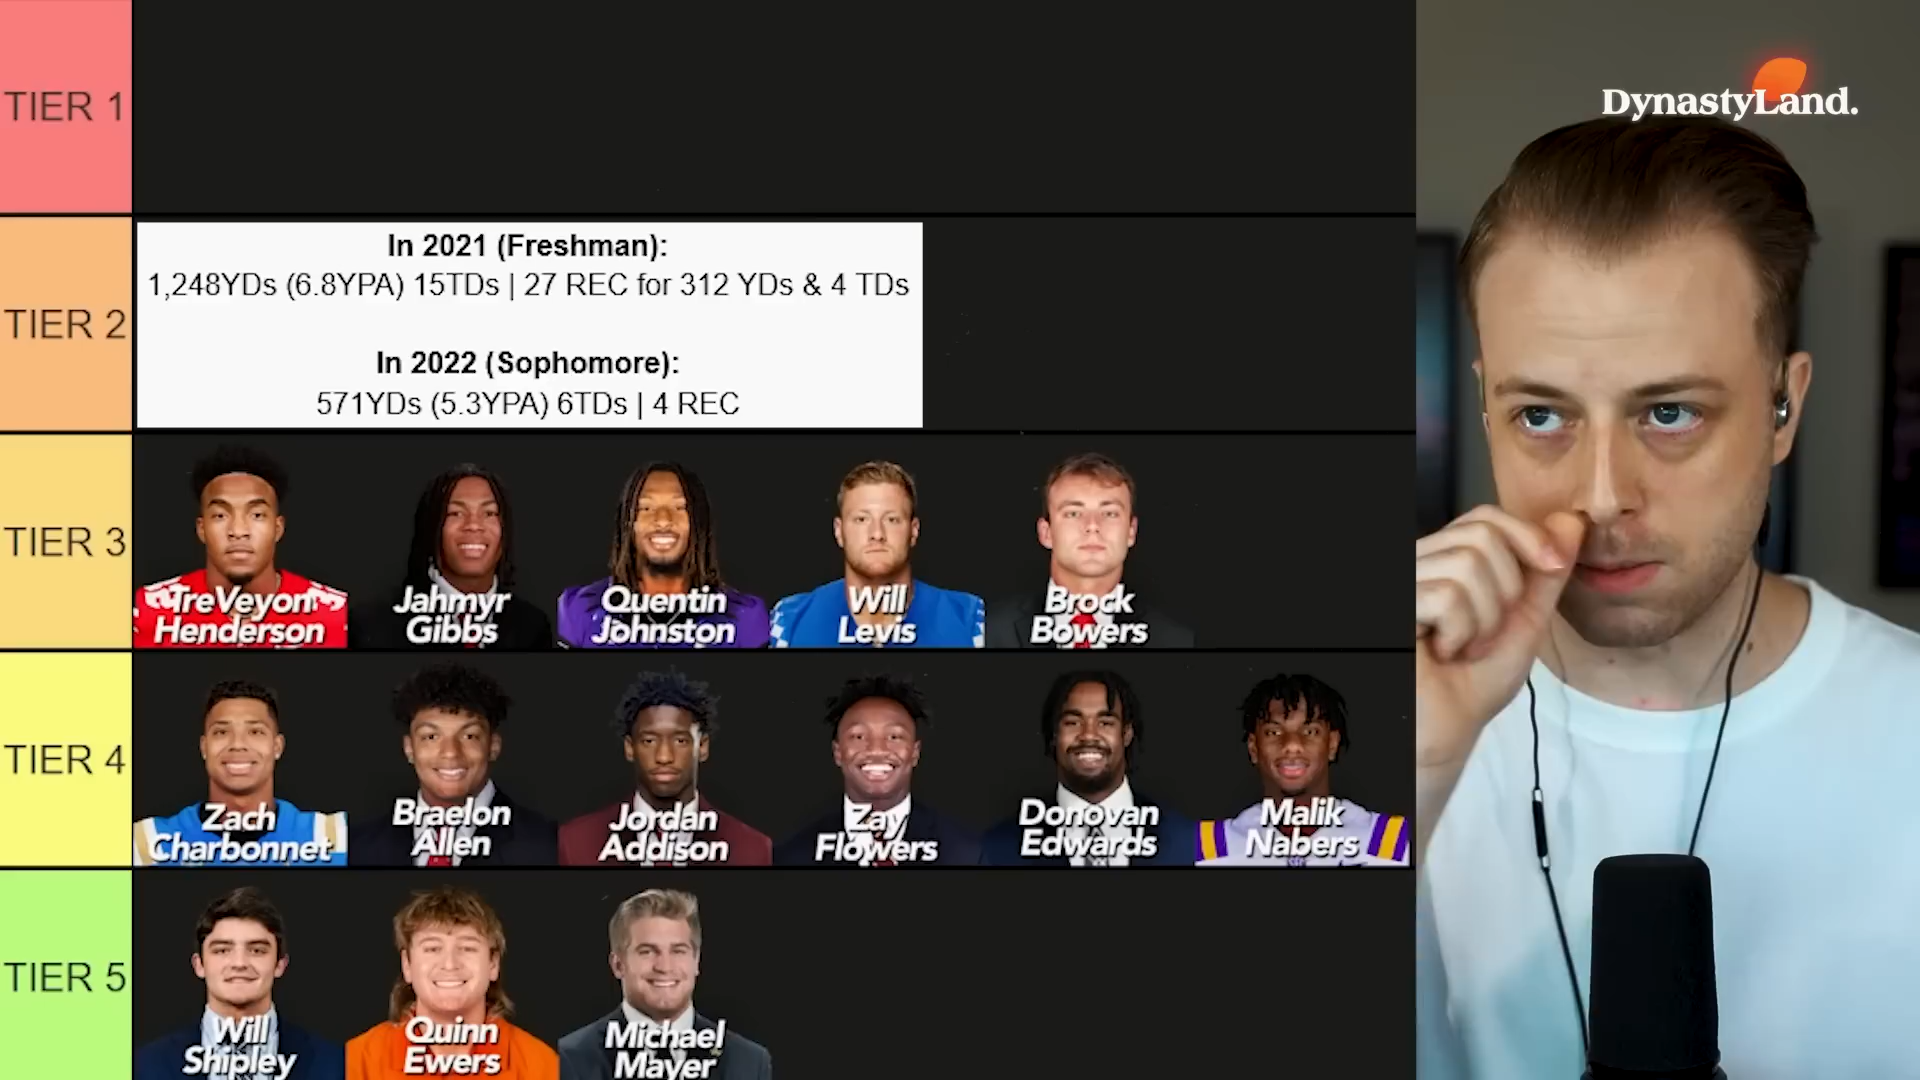 DynastyLand.
TIER 1
TIER 2
In 2021 (Freshman):
1,248YDs (6.8YPA) 15TDs | 27 REC for 312 YDs & 4 TDs
In 2022 (Sophomore):
571YDs (5.3YPA) 6TDs | 4 REC
TIER 3
TreVeyon
Henderson
Jahmyr
Gibbs
Quentin
Johnston
Will
Levis
Brock
Bowers
TIER 4
Zach
Charbonnet
Braelon
Allen
Jordan
Addison
Zay
Flowers
Donovan
Edwards
Malik
Nabers
TIER 5
Will
Shipley
Quinn
Ewers
Michael
Mayer